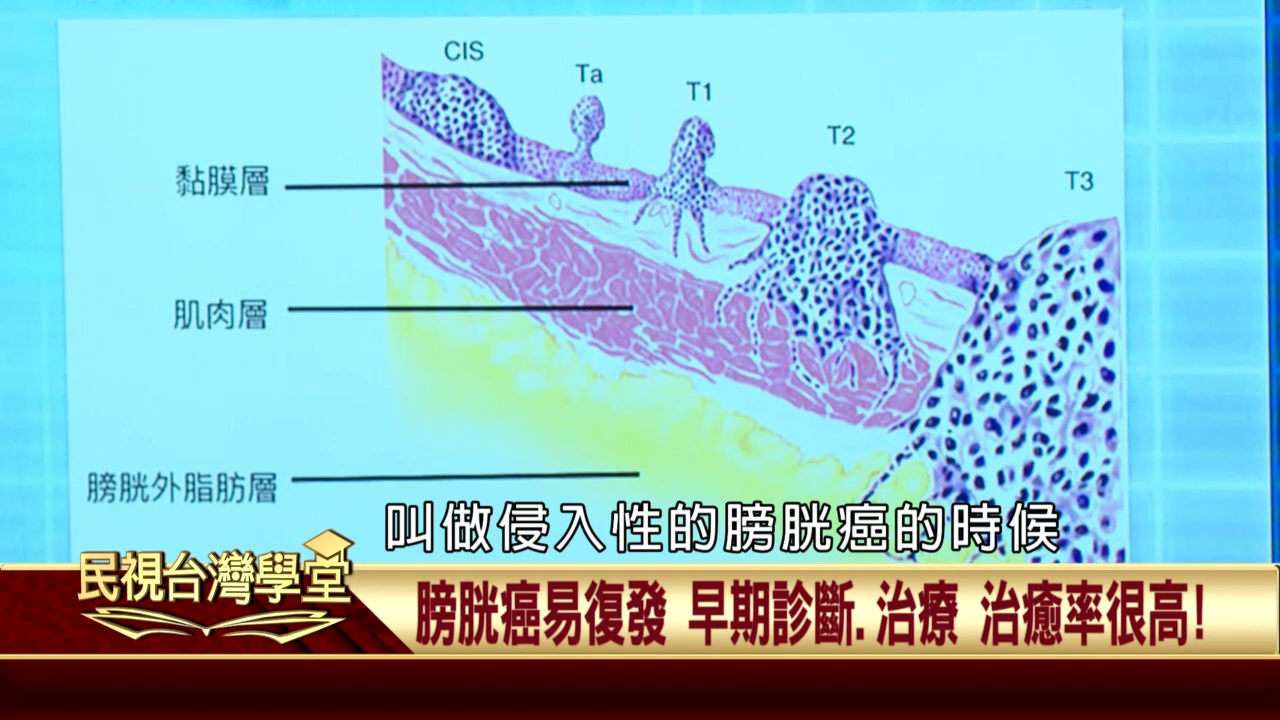 CIS
Ta
T1
T2
T3
黏膜層
肌肉層
膀胱外脂肪層
叫做侵入性的膀胱癌的時候
民視台灣學堂
膀胱癌易復發 早期診斷.治療 治癒率很高!